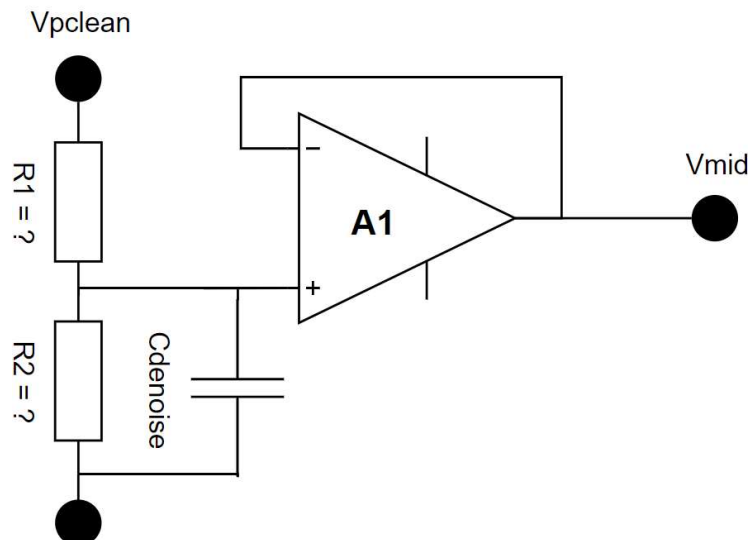 Vpclean
R1 = ?
−
A1
Vmid
+
R2 = ?
Cdenoise